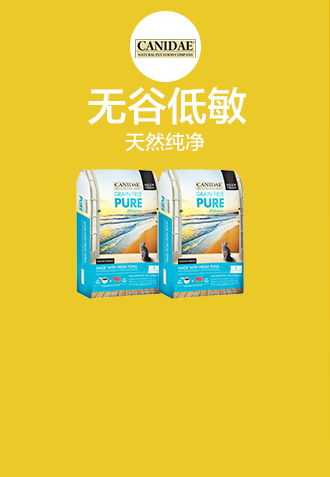 CANIDAE
NATURAL PET FOOD COMPANY
无谷低敏
天然纯净
CANIDAE
GRAIN FREE
PURE
MADE WITH FRESH TUNA
CANIDAE
GRAIN FREE
PURE
MADE WITH FRESH TUNA